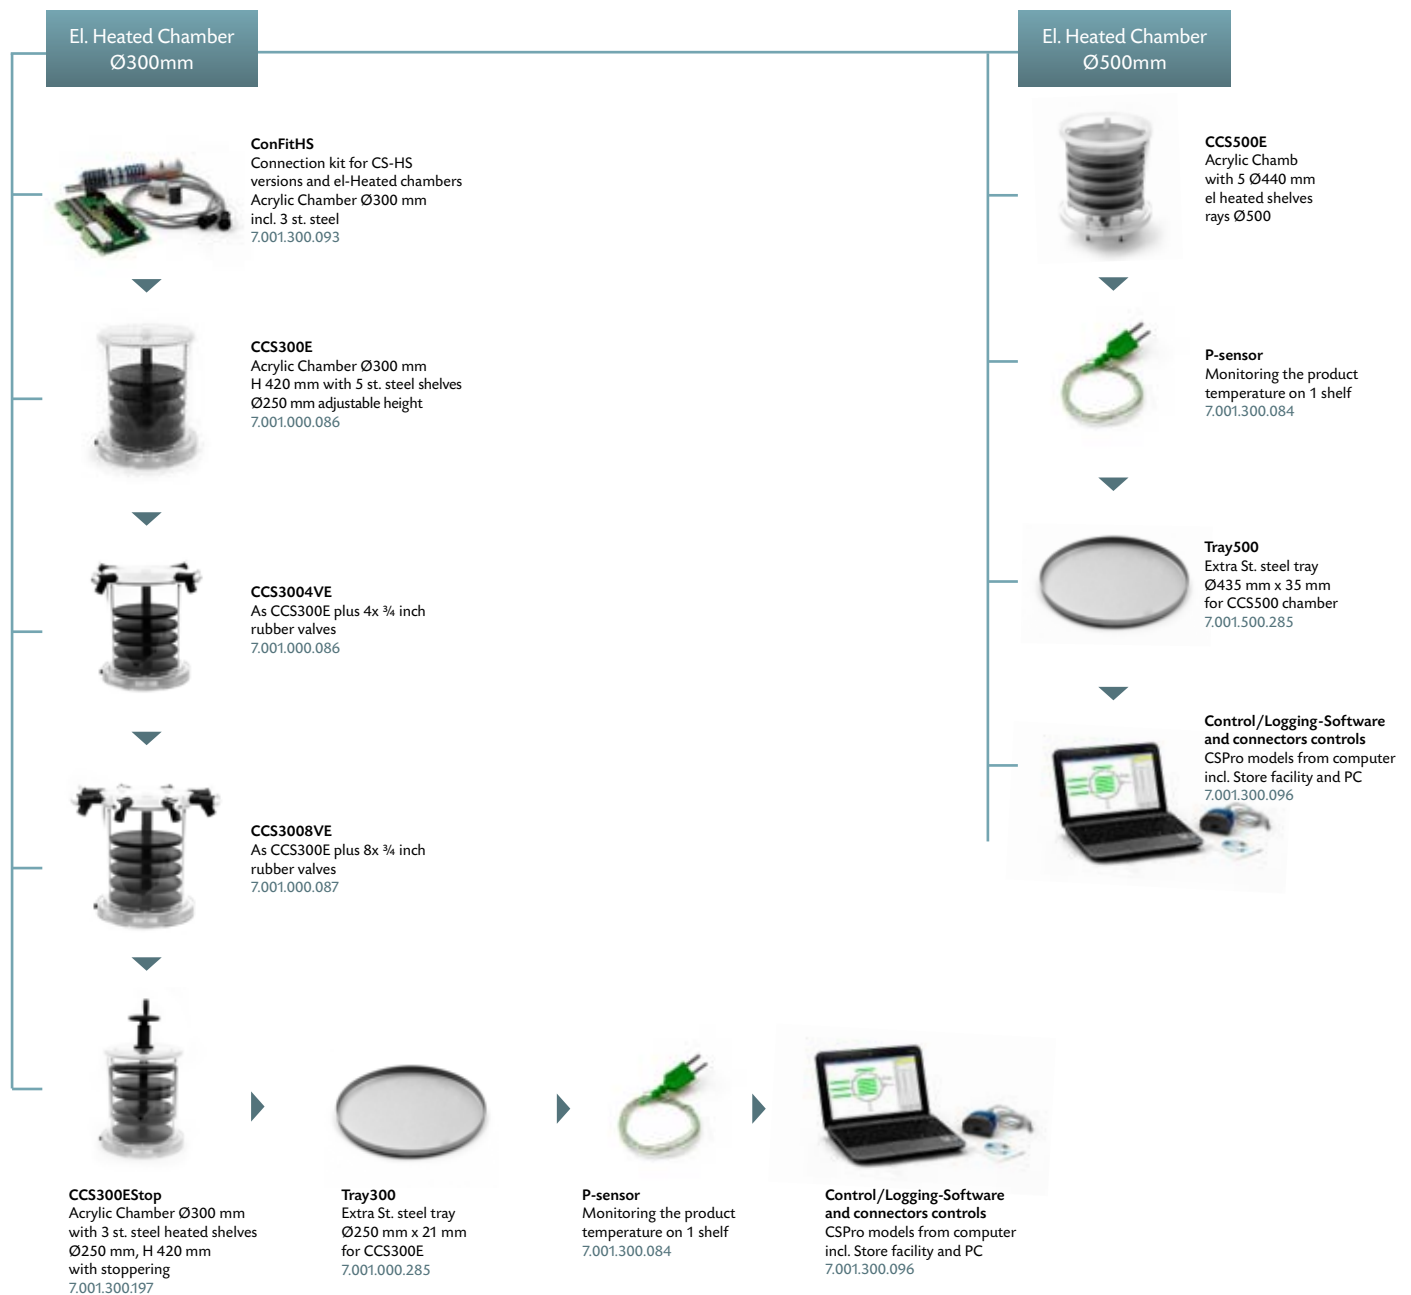 El. Heated Chamber
Ø300mm
El. Heated Chamber
Ø500mm
ConFitHS
Connection kit for CS-HS
versions and el-Heated chambers
Acrylic Chamber Ø300 mm
incl. 3 st. steel
7.001.300.093
CCS300E
Acrylic Chamber Ø300 mm
H 420 mm with 5 st. steel shelves
Ø250 mm adjustable height
7.001.000.086
CCS3004VE
As CCS300E plus 4x ¾ inch
rubber valves
7.001.000.086
CCS3008VE
As CCS300E plus 8x ¾ inch
rubber valves
7.001.000.087
CCS300EStop
Acrylic Chamber Ø300 mm
with 3 st. steel heated shelves
Ø250 mm, H 420 mm
with stoppering
7.001.300.197
Tray300
Extra St. steel tray
Ø250 mm x 21 mm
for CCS300E
7.001.000.285
P-sensor
Monitoring the product
temperature on 1 shelf
7.001.300.084
Control/Logging-Software
and connectors controls
CSPro models from computer
incl. Store facility and PC
7.001.300.096
CCS500E
Acrylic Chamb
with 5 Ø440 mm
el heated shelves
rays Ø500
P-sensor
Monitoring the product
temperature on 1 shelf
7.001.300.084
Tray500
Extra St. steel tray
Ø435 mm x 35 mm
for CCS500 chamber
7.001.500.285
Control/Logging-Software
and connectors controls
CSPro models from computer
incl. Store facility and PC
7.001.300.096